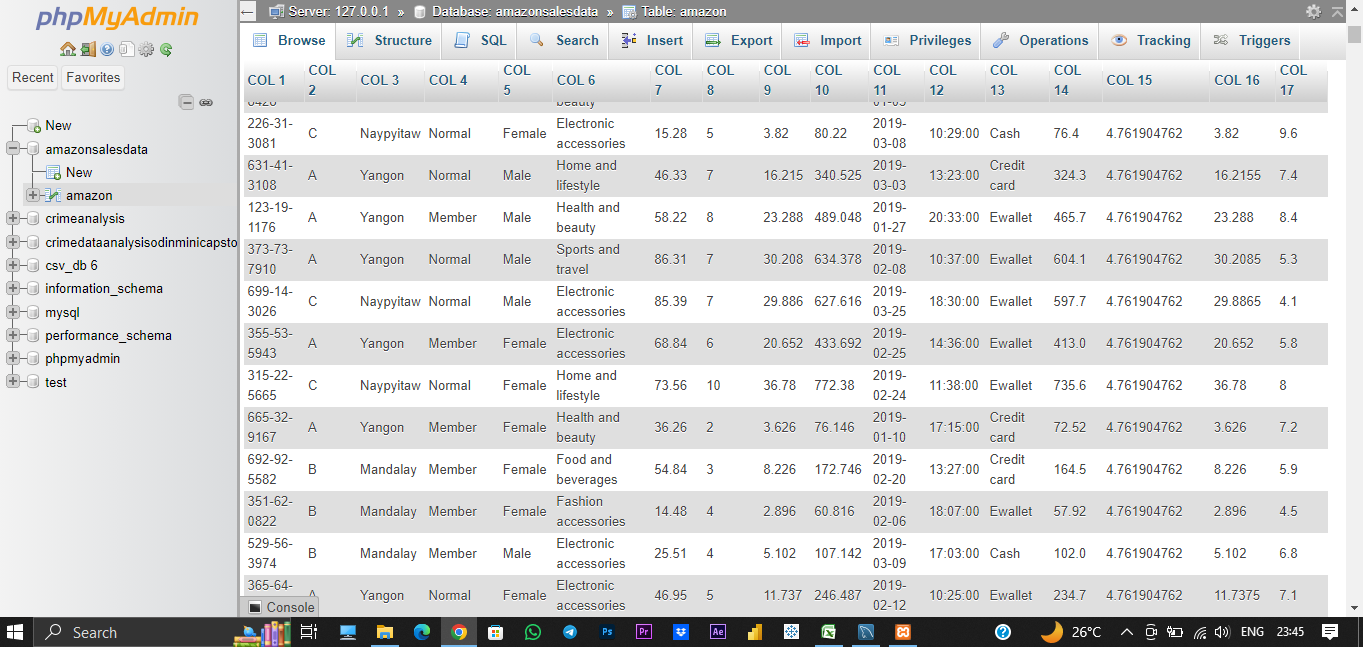 phpMyAdmin
Recent Favorites
New
amazonsalesdata
New
amazon
crimeanalysis
crimedataanalysisodinminicapsto
csv_db 6
information_schema
mysql
performance_schema
phpmyadmin
test
Server: 127.0.0.1 » Database: amazonsalesdata » Table: amazon
Browse Structure SQL Search Insert Export Import Privileges Operations Tracking Triggers
COL 1 COL 2 COL 3 COL 4 COL 5 COL 6 COL 7 COL 8 COL 9 COL 10 COL 11 COL 12 COL 13 COL 14 COL 15 COL 16 COL 17
226-31-3081 C Naypyitaw Normal Female Electronic accessories 15.28 5 3.82 80.22 2019-03-08 10:29:00 Cash 76.4 4.761904762 3.82 9.6
631-41-3108 A Yangon Normal Male Home and lifestyle 46.33 7 16.215 340.525 2019-03-03 13:23:00 Credit card 324.3 4.761904762 16.2155 7.4
123-19-1176 A Yangon Member Male Health and beauty 58.22 8 23.288 489.048 2019-01-27 20:33:00 Ewallet 465.7 4.761904762 23.288 8.4
373-73-7910 A Yangon Normal Male Sports and travel 86.31 7 30.208 634.378 2019-02-08 10:37:00 Ewallet 604.1 4.761904762 30.2085 5.3
699-14-3026 C Naypyitaw Normal Male Electronic accessories 85.39 7 29.886 627.616 2019-03-25 18:30:00 Ewallet 597.7 4.761904762 29.8865 4.1
355-53-5943 A Yangon Member Female Electronic accessories 68.84 6 20.652 433.692 2019-02-25 14:36:00 Ewallet 413.0 4.761904762 20.652 5.8
315-22-5665 C Naypyitaw Normal Female Home and lifestyle 73.56 10 36.78 772.38 2019-02-24 11:38:00 Ewallet 735.6 4.761904762 36.78 8
665-32-9167 A Yangon Member Female Health and beauty 36.26 2 3.626 76.146 2019-01-10 17:15:00 Credit card 72.52 4.761904762 3.626 7.2
692-92-5582 B Mandalay Member Female Food and beverages 54.84 3 8.226 172.746 2019-02-20 13:27:00 Credit card 164.5 4.761904762 8.226 5.9
351-62-0822 B Mandalay Member Female Fashion accessories 14.48 4 2.896 60.816 2019-02-06 18:07:00 Ewallet 57.92 4.761904762 2.896 4.5
529-56-3974 B Mandalay Member Male Electronic accessories 25.51 4 5.102 107.142 2019-03-09 17:03:00 Cash 102.0 4.761904762 5.102 6.8
365-64- A Yangon Normal Female Electronic accessories 46.95 5 11.737 246.487 2019-02-12 10:25:00 Ewallet 234.7 4.761904762 11.7375 7.1
Console
Search Ps Pr Ae 26°C ENG 23:45